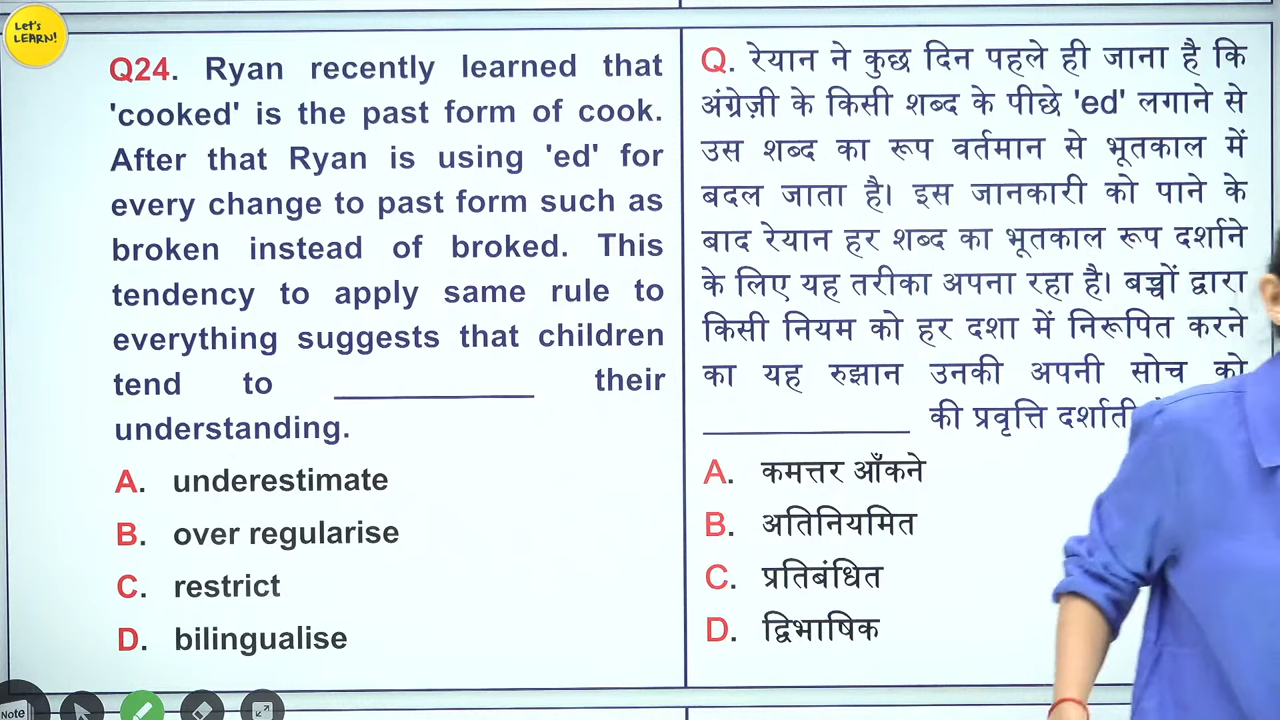 Let's
LEARN!
Q24. Ryan recently learned that
'cooked' is the past form of cook.
After that Ryan is using 'ed' for
every change to past form such as
broken instead of broked. This
tendency to apply same rule to
everything suggests that children
tend to ____________ their
understanding.
A. underestimate
B. over regularise
C. restrict
D. bilingualise
Q. रेयान ने कुछ दिन पहले ही जाना है कि
अंग्रेज़ी के किसी शब्द के पीछे 'ed' लगाने से
उस शब्द का रूप वर्तमान से भूतकाल में
बदल जाता है। इस जानकारी को पाने के
बाद रेयान हर शब्द का भूतकाल रूप दर्शाने
के लिए यह तरीका अपना रहा है। बच्चों द्वारा
किसी नियम को हर दशा में निरूपित करने
का यह रुझान उनकी अपनी सोच को
____________ की प्रवृत्ति दर्शाती
A. कमत्तर आँकने
B. अतिनियमित
C. प्रतिबंधित
D. द्विभाषिक
Note